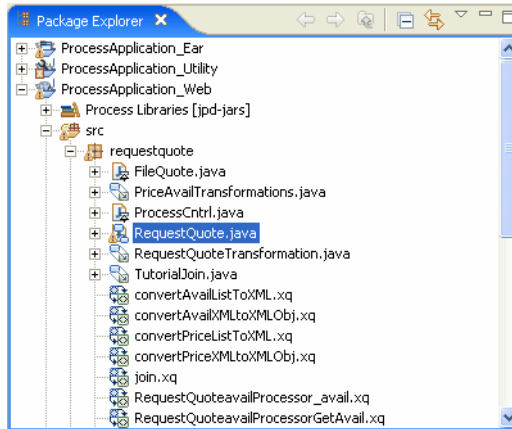 Package Explorer
ProcessApplication_Ear
ProcessApplication_Utility
ProcessApplication_Web
Process Libraries [jpd-jars]
src
requestquote
FileQuote.java
PriceAvailTransformations.java
ProcessCntrl.java
RequestQuote.java
RequestQuoteTransformation.java
TutorialJoin.java
convertAvailListToXML.xq
convertAvailXMLtoXMLObj.xq
convertPriceListToXML.xq
convertPriceXMLtoXMLObj.xq
join.xq
RequestQuoteavailProcessor_avail.xq
RequestQuoteavailProcessorGetAvail.xq